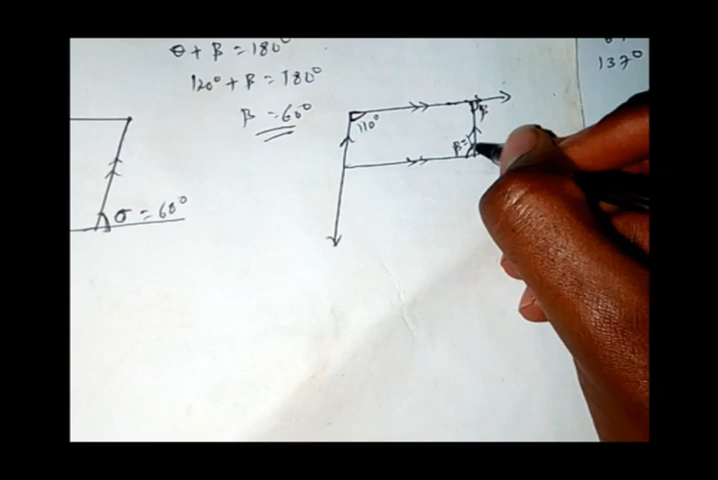 θ + β = 180°
120° + β = 180°
β = 60°
137°
110°
β
β =
σ = 60°